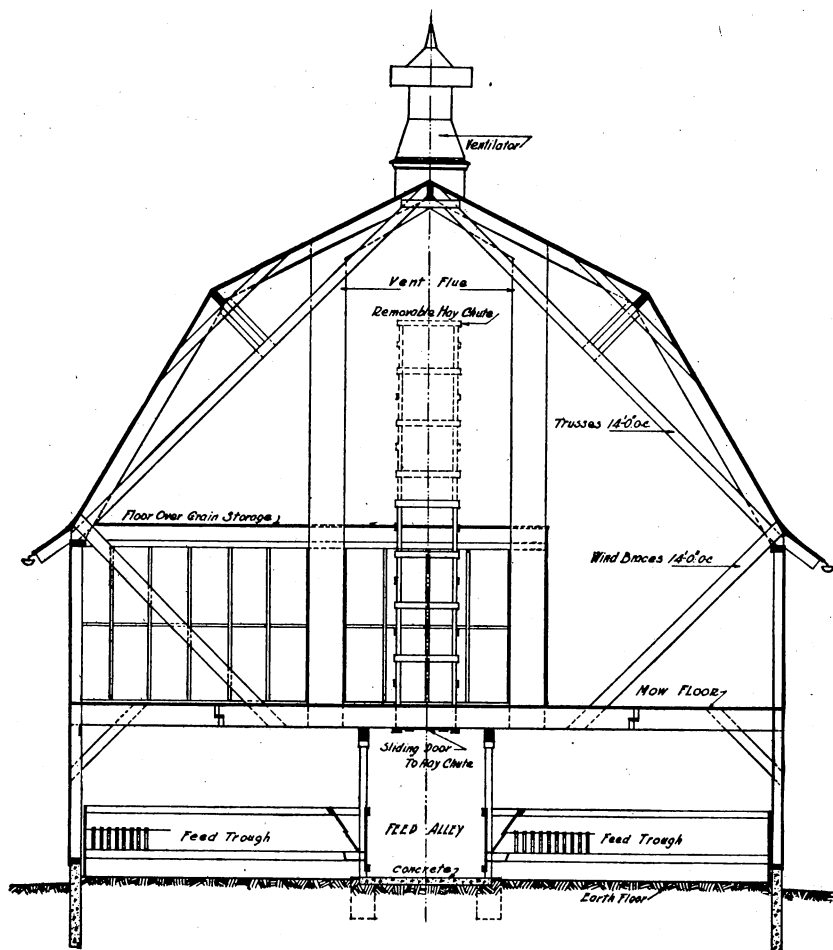 Ventilator
Vent Flue
Removable Hay Chute
Trusses 14'-0" oc
Floor Over Grain Storage
Wind Braces 14'-0" oc
MOW FLOOR
Sliding Door
To Hay Chute
Feed Trough
FEED ALLEY
Feed Trough
Concrete
Earth Floor